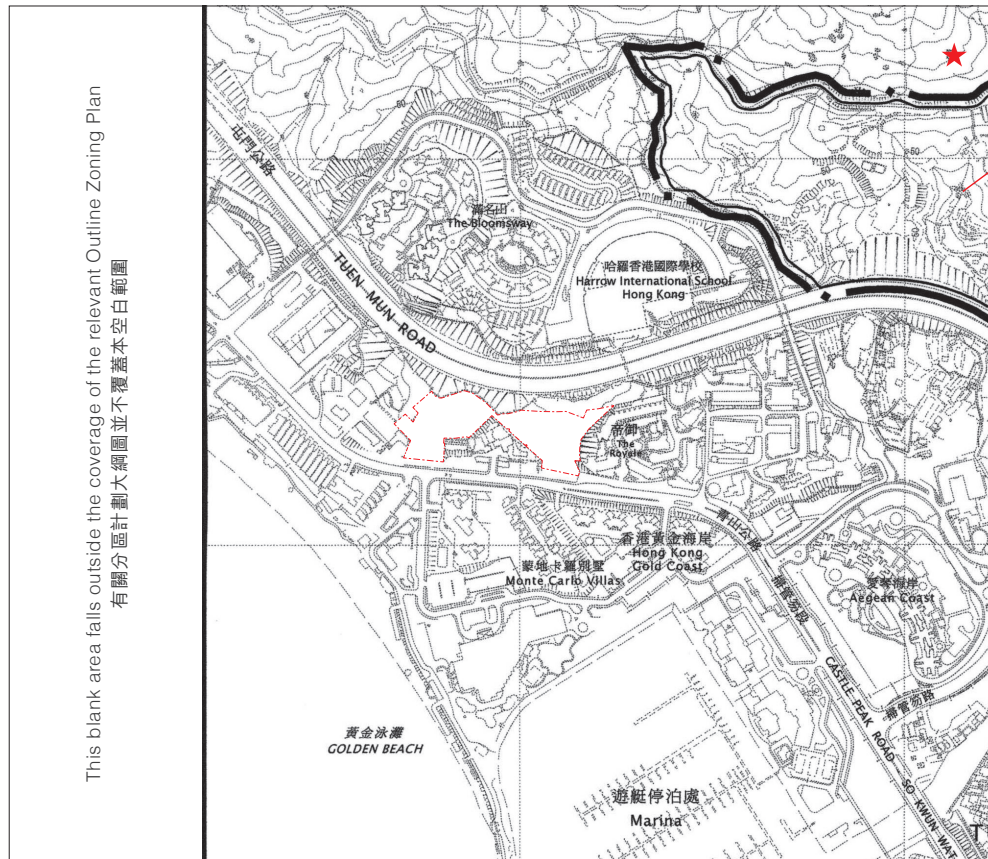 This blank area falls outside the coverage of the relevant Outline Zoning Plan
有關分區計劃大綱圖並不覆蓋本空白範圍
屯門公路
50
50
50
滿名山
The Bloomsway
哈羅香港國際學校
Harrow International School
Hong Kong
TUEN MUN ROAD
帝御
The
Royale
青山公路
香港黃金海岸
Hong Kong
Gold Coast
蒙地卡羅別墅
Monte Carlo Villas
愛琴海岸
Aegean Coast
掃管笏段
CASTLE PEAK ROAD
掃管笏路
SO KWUN WAT
黃金泳灘
GOLDEN BEACH
遊艇停泊處
Marina
T